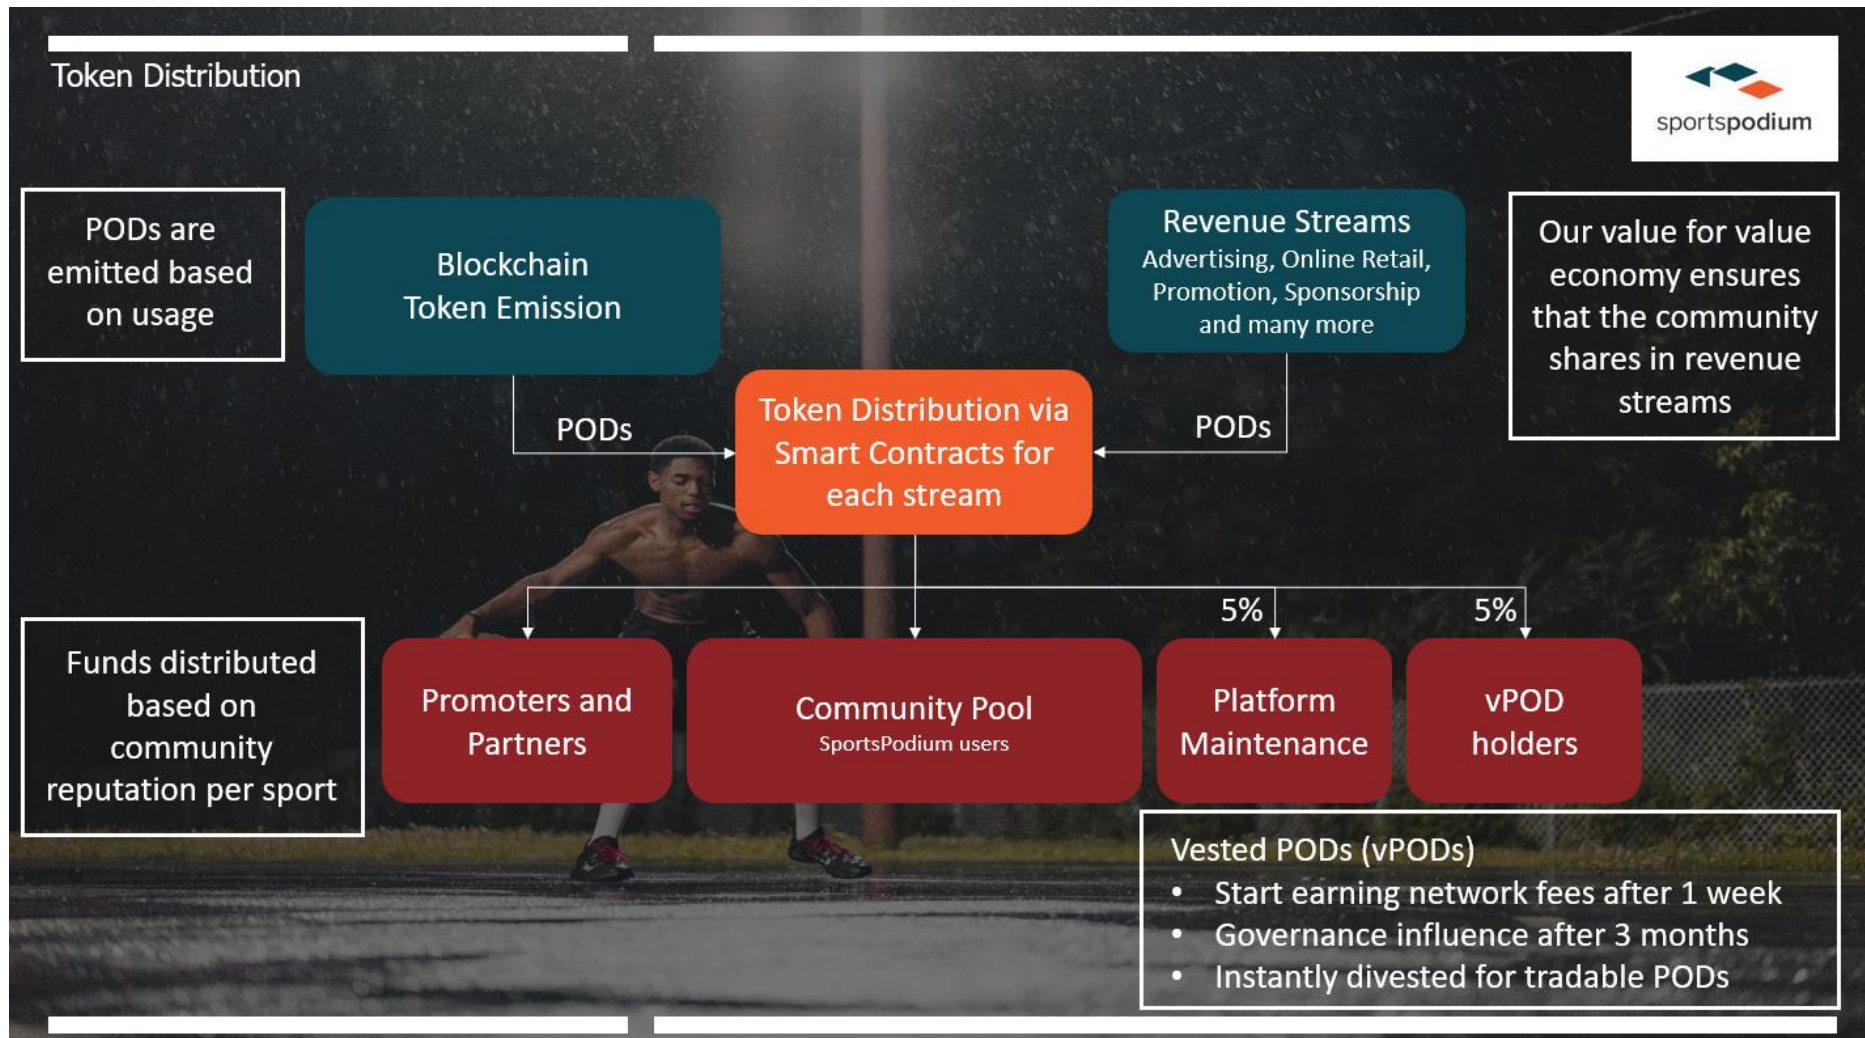 Token Distribution
sportspodium
PODs are
emitted based
on usage
Blockchain
Token Emission
Revenue Streams
Advertising, Online Retail,
Promotion, Sponsorship
and many more
Our value for value
economy ensures
that the community
shares in revenue
streams
PODs
Token Distribution via
Smart Contracts for
each stream
PODs
5%
5%
Funds distributed
based on
community
reputation per sport
Promoters and
Partners
Community Pool
SportsPodium users
Platform
Maintenance
vPOD
holders
Vested PODs (vPODs)
• Start earning network fees after 1 week
• Governance influence after 3 months
• Instantly divested for tradable PODs